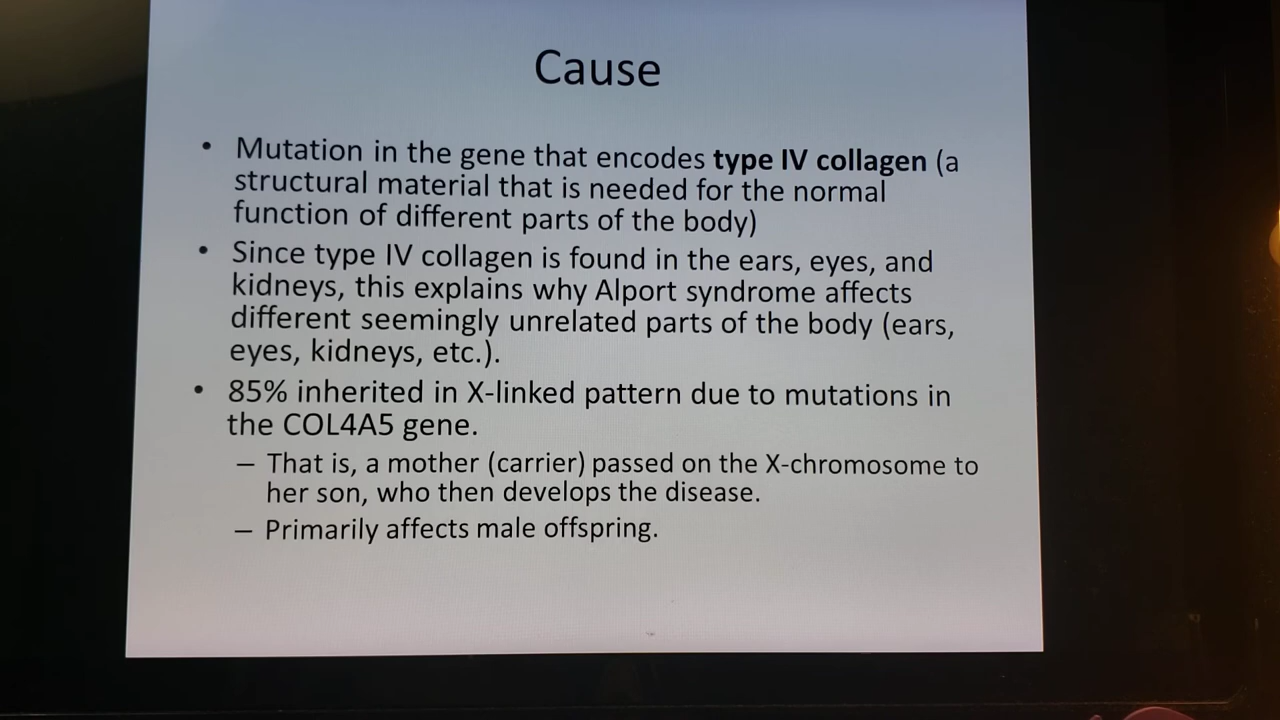 Cause
• Mutation in the gene that encodes type IV collagen (a
structural material that is needed for the normal
function of different parts of the body)
• Since type IV collagen is found in the ears, eyes, and
kidneys, this explains why Alport syndrome affects
different seemingly unrelated parts of the body (ears,
eyes, kidneys, etc.).
• 85% inherited in X-linked pattern due to mutations in
the COL4A5 gene.
– That is, a mother (carrier) passed on the X-chromosome to
her son, who then develops the disease.
– Primarily affects male offspring.